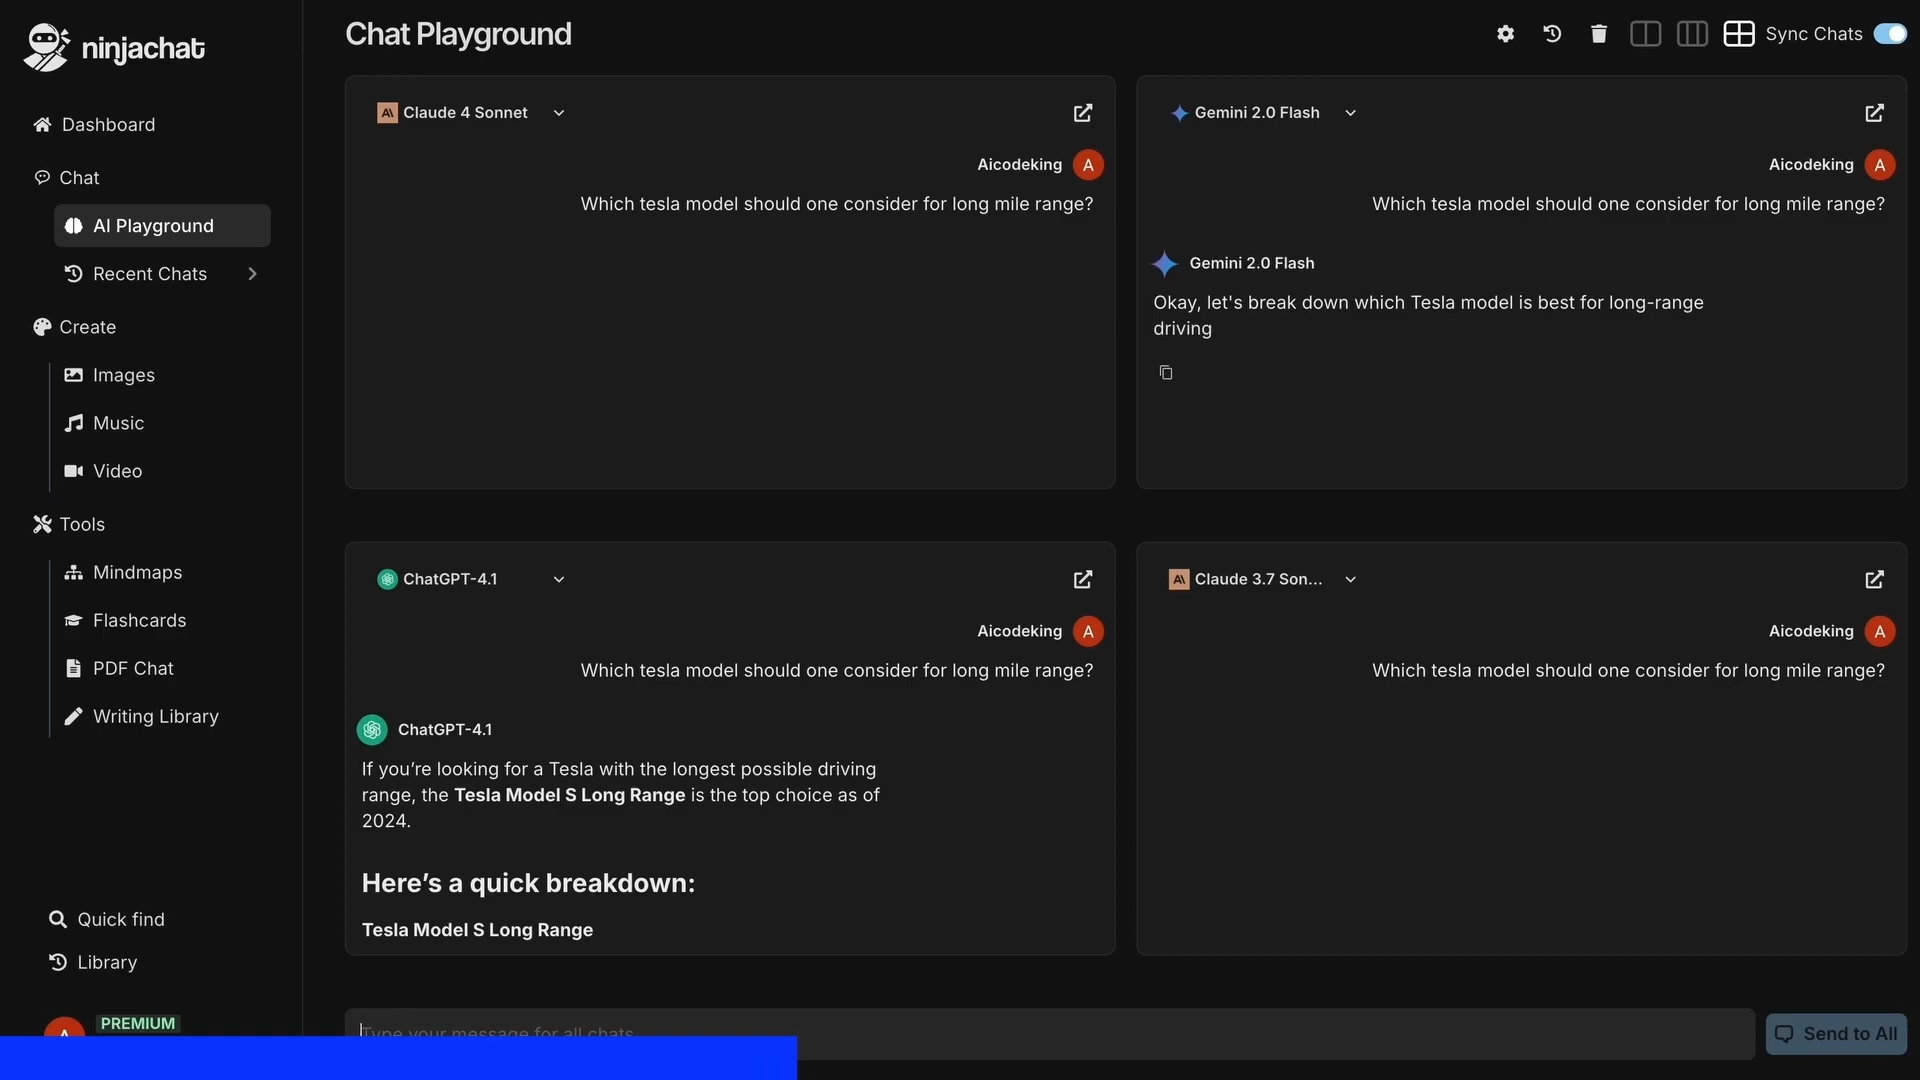 ninjachat
Dashboard
Chat
AI Playground
Recent Chats
Create
Images
Music
Video
Tools
Mindmaps
Flashcards
PDF Chat
Writing Library
Quick find
Library
A
PREMIUM
Chat Playground
Sync Chats
Claude 4 Sonnet
Aicodeking A
Which tesla model should one consider for long mile range?
Gemini 2.0 Flash
Aicodeking A
Which tesla model should one consider for long mile range?
Gemini 2.0 Flash
Okay, let's break down which Tesla model is best for long-range
driving
ChatGPT-4.1
Aicodeking A
Which tesla model should one consider for long mile range?
ChatGPT-4.1
If you’re looking for a Tesla with the longest possible driving
range, the Tesla Model S Long Range is the top choice as of
2024.
Here’s a quick breakdown:
Tesla Model S Long Range
Claude 3.7 Son...
Aicodeking A
Which tesla model should one consider for long mile range?
Type your message for all chats
Send to All